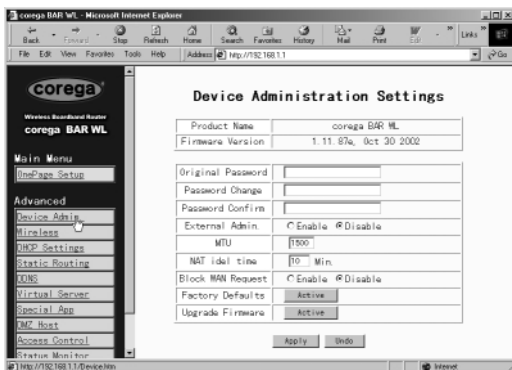 corega BAR WL - Microsoft Internet Explorer
Back Forward Stop Refresh Home Search Favorites History Mail Print Edit Links
File Edit View Favorites Tools Help Address http://192.168.1.1 Go
corega
Wireless Boardband Router
corega BAR WL
Main Menu
OnePage Setup
Advanced
Device Admin.
Wireless
DHCP Settings
Static Routing
DDNS
Virtual Server
Special App
DMZ Host
Access Control
Status Monitor
Device Administration Settings
Product Name corega BAR WL
Firmware Version 1.11.87e, Oct 30 2002
Original Password
Password Change
Password Confirm
External Admin. Enable Disable
MTU 1500
NAT idel time 10 Min.
Block WAN Request Enable Disable
Factory Defaults Active
Upgrade Firmware Active
Apply Undo
http://192.168.1.1/Device.htm Internet